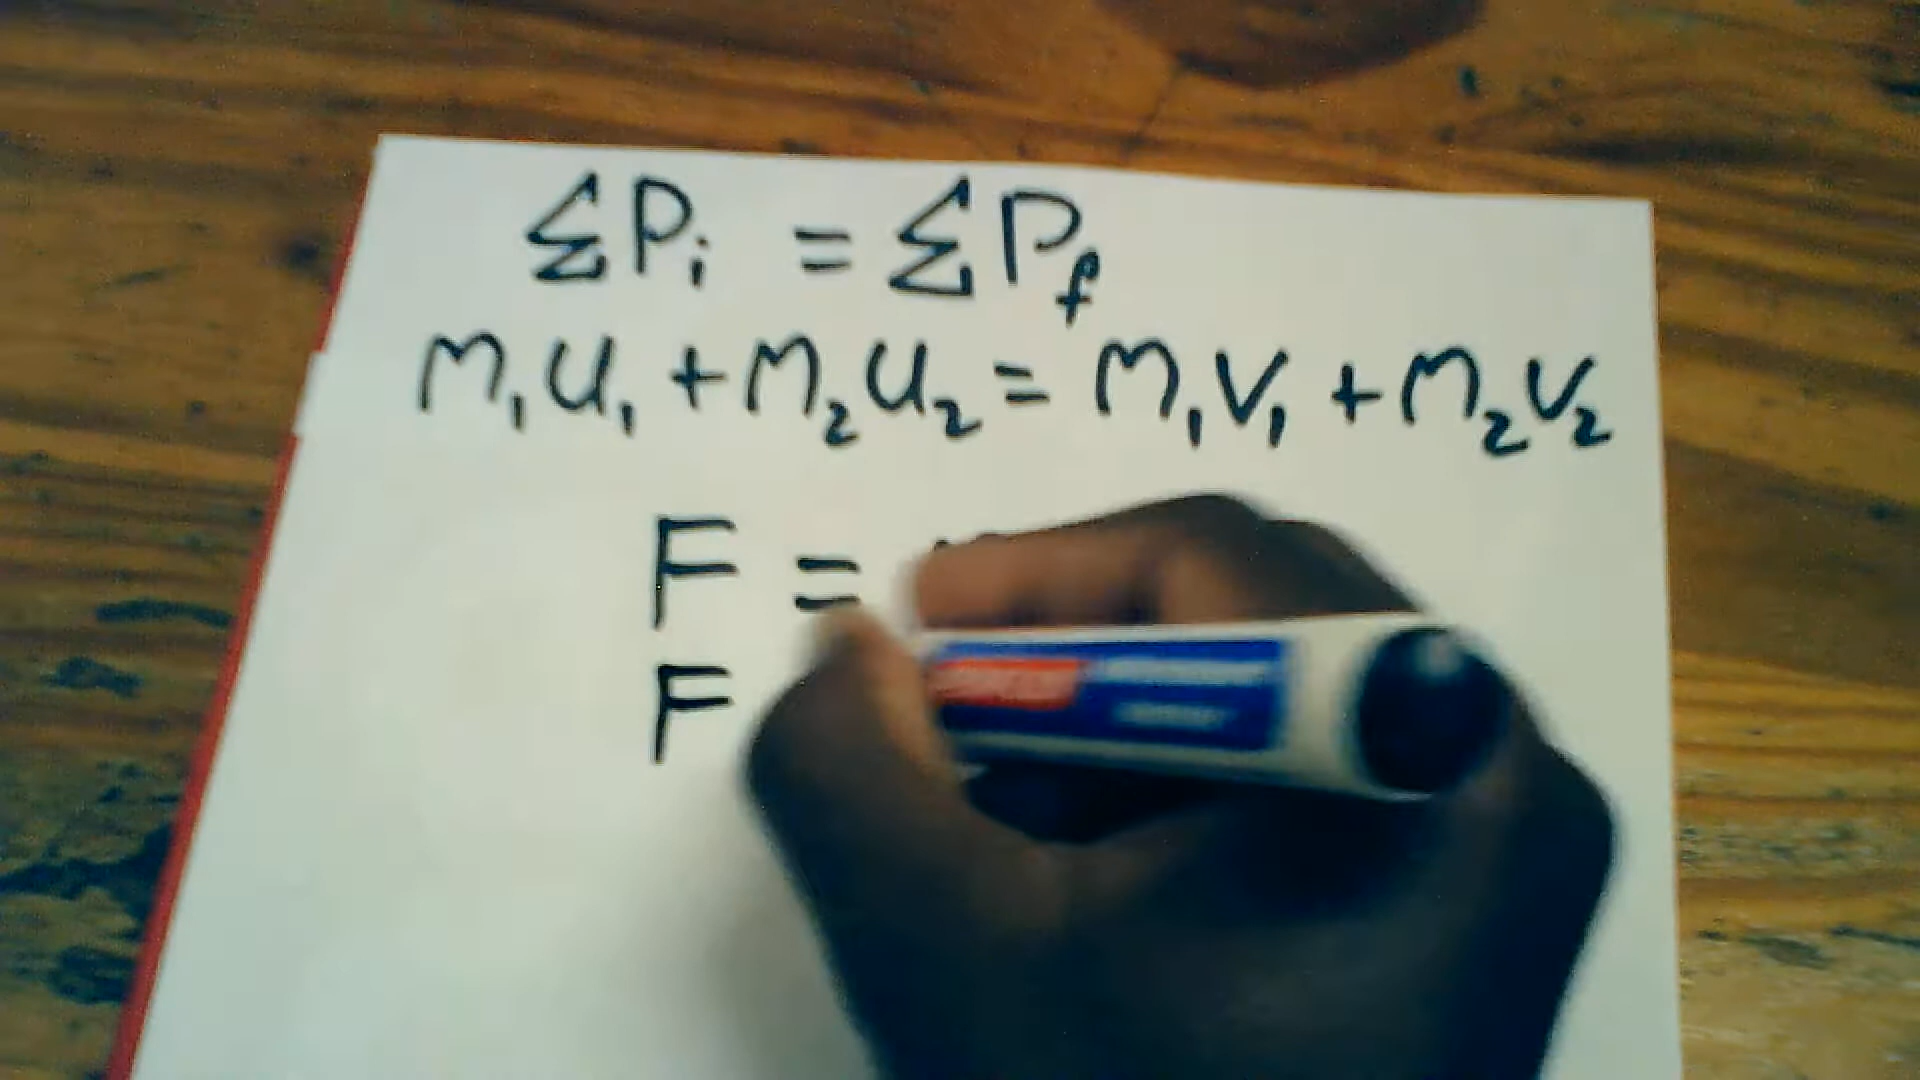 ΣPi = ΣPf
M₁U₁ + M₂U₂ = M₁V₁ + M₂V₂
F =
F